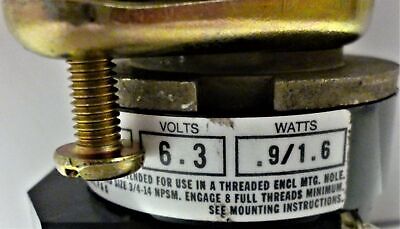 VOLTS WATTS
6.3 .9/1.6
FOR USE IN A THREADED ENCL MTG. HOLE.
SIZE 3/4-14 NPSM. ENGAGE 8 FULL THREADS MINIMUM.
SEE MOUNTING INSTRUCTIONS.